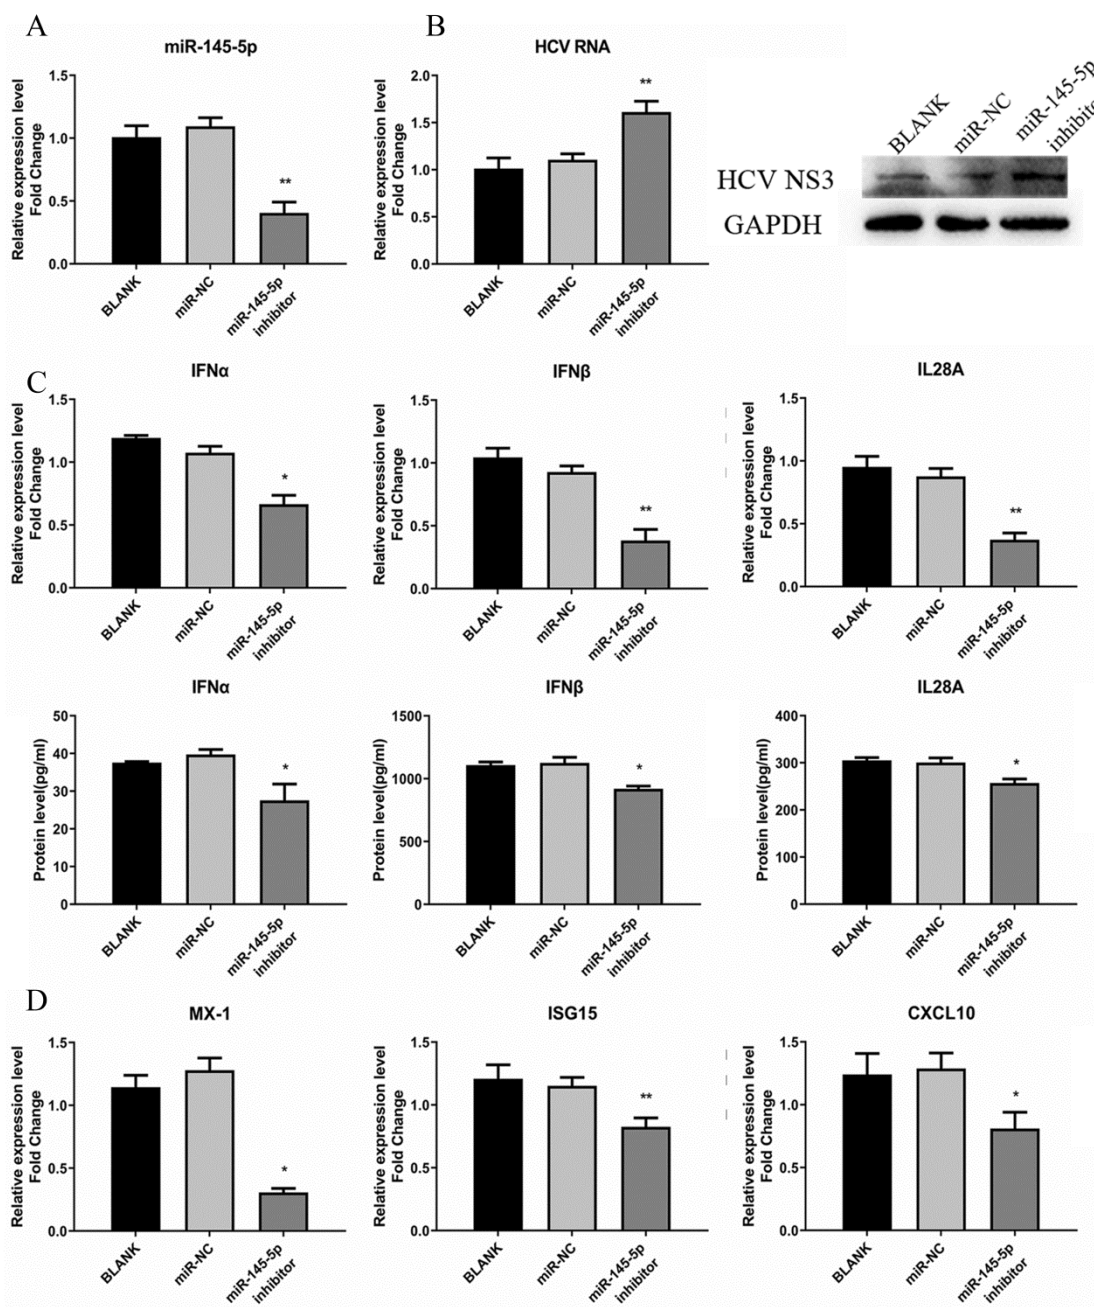 A
miR-145-5p
Relative expression level
Fold Change
1.5
1.0
0.5
0.0
**
BLANK
miR-NC
miR-145-5p
inhibitor
B
HCV RNA
Relative expression level
Fold Change
2.0
1.5
1.0
0.5
0.0
**
BLANK
miR-NC
miR-145-5p
inhibitor
BLANK
miR-NC
miR-145-5p
inhibitor
HCV NS3
GAPDH
C
IFNα
Relative expression level
Fold Change
1.5
1.0
0.5
0.0
*
BLANK
miR-NC
miR-145-5p
inhibitor
IFNβ
Relative expression level
Fold Change
1.5
1.0
0.5
0.0
**
BLANK
miR-NC
miR-145-5p
inhibitor
IL28A
Relative expression level
Fold Change
1.5
1.0
0.5
0.0
**
BLANK
miR-NC
miR-145-5p
inhibitor
IFNα
Protein level(pg/ml)
50
40
30
20
10
0
*
BLANK
miR-NC
miR-145-5p
inhibitor
IFNβ
Protein level(pg/ml)
1500
1000
500
0
*
BLANK
miR-NC
miR-145-5p
inhibitor
IL28A
Protein level(pg/ml)
400
300
200
100
0
*
BLANK
miR-NC
miR-145-5p
inhibitor
D
MX-1
Relative expression level
Fold Change
1.5
1.0
0.5
0.0
*
BLANK
miR-NC
miR-145-5p
inhibitor
ISG15
Relative expression level
Fold Change
1.5
1.0
0.5
0.0
**
BLANK
miR-NC
miR-145-5p
inhibitor
CXCL10
Relative expression level
Fold Change
1.5
1.0
0.5
0.0
*
BLANK
miR-NC
miR-145-5p
inhibitor